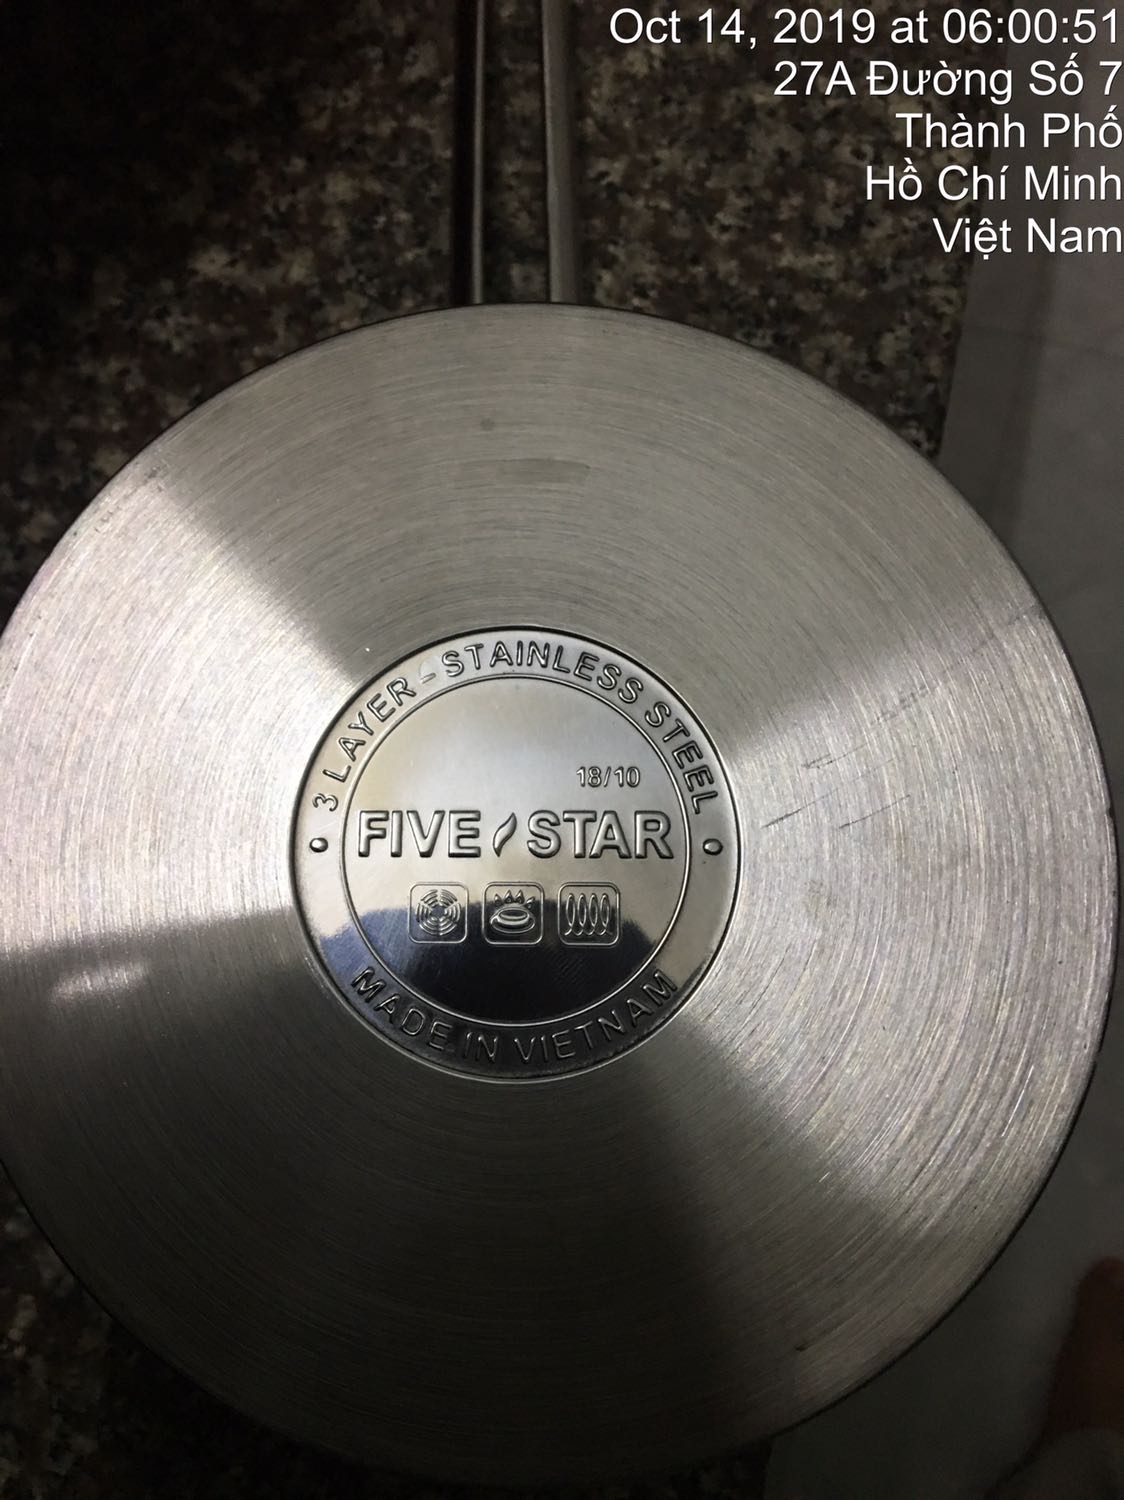 Oct 14, 2019 at 06:00:51
27A Đường Số 7
Thành Phố
Hồ Chí Minh
Việt Nam
3 LAYER - STAINLESS STEEL
18/10
FIVE STAR
MADE IN VIETNAM